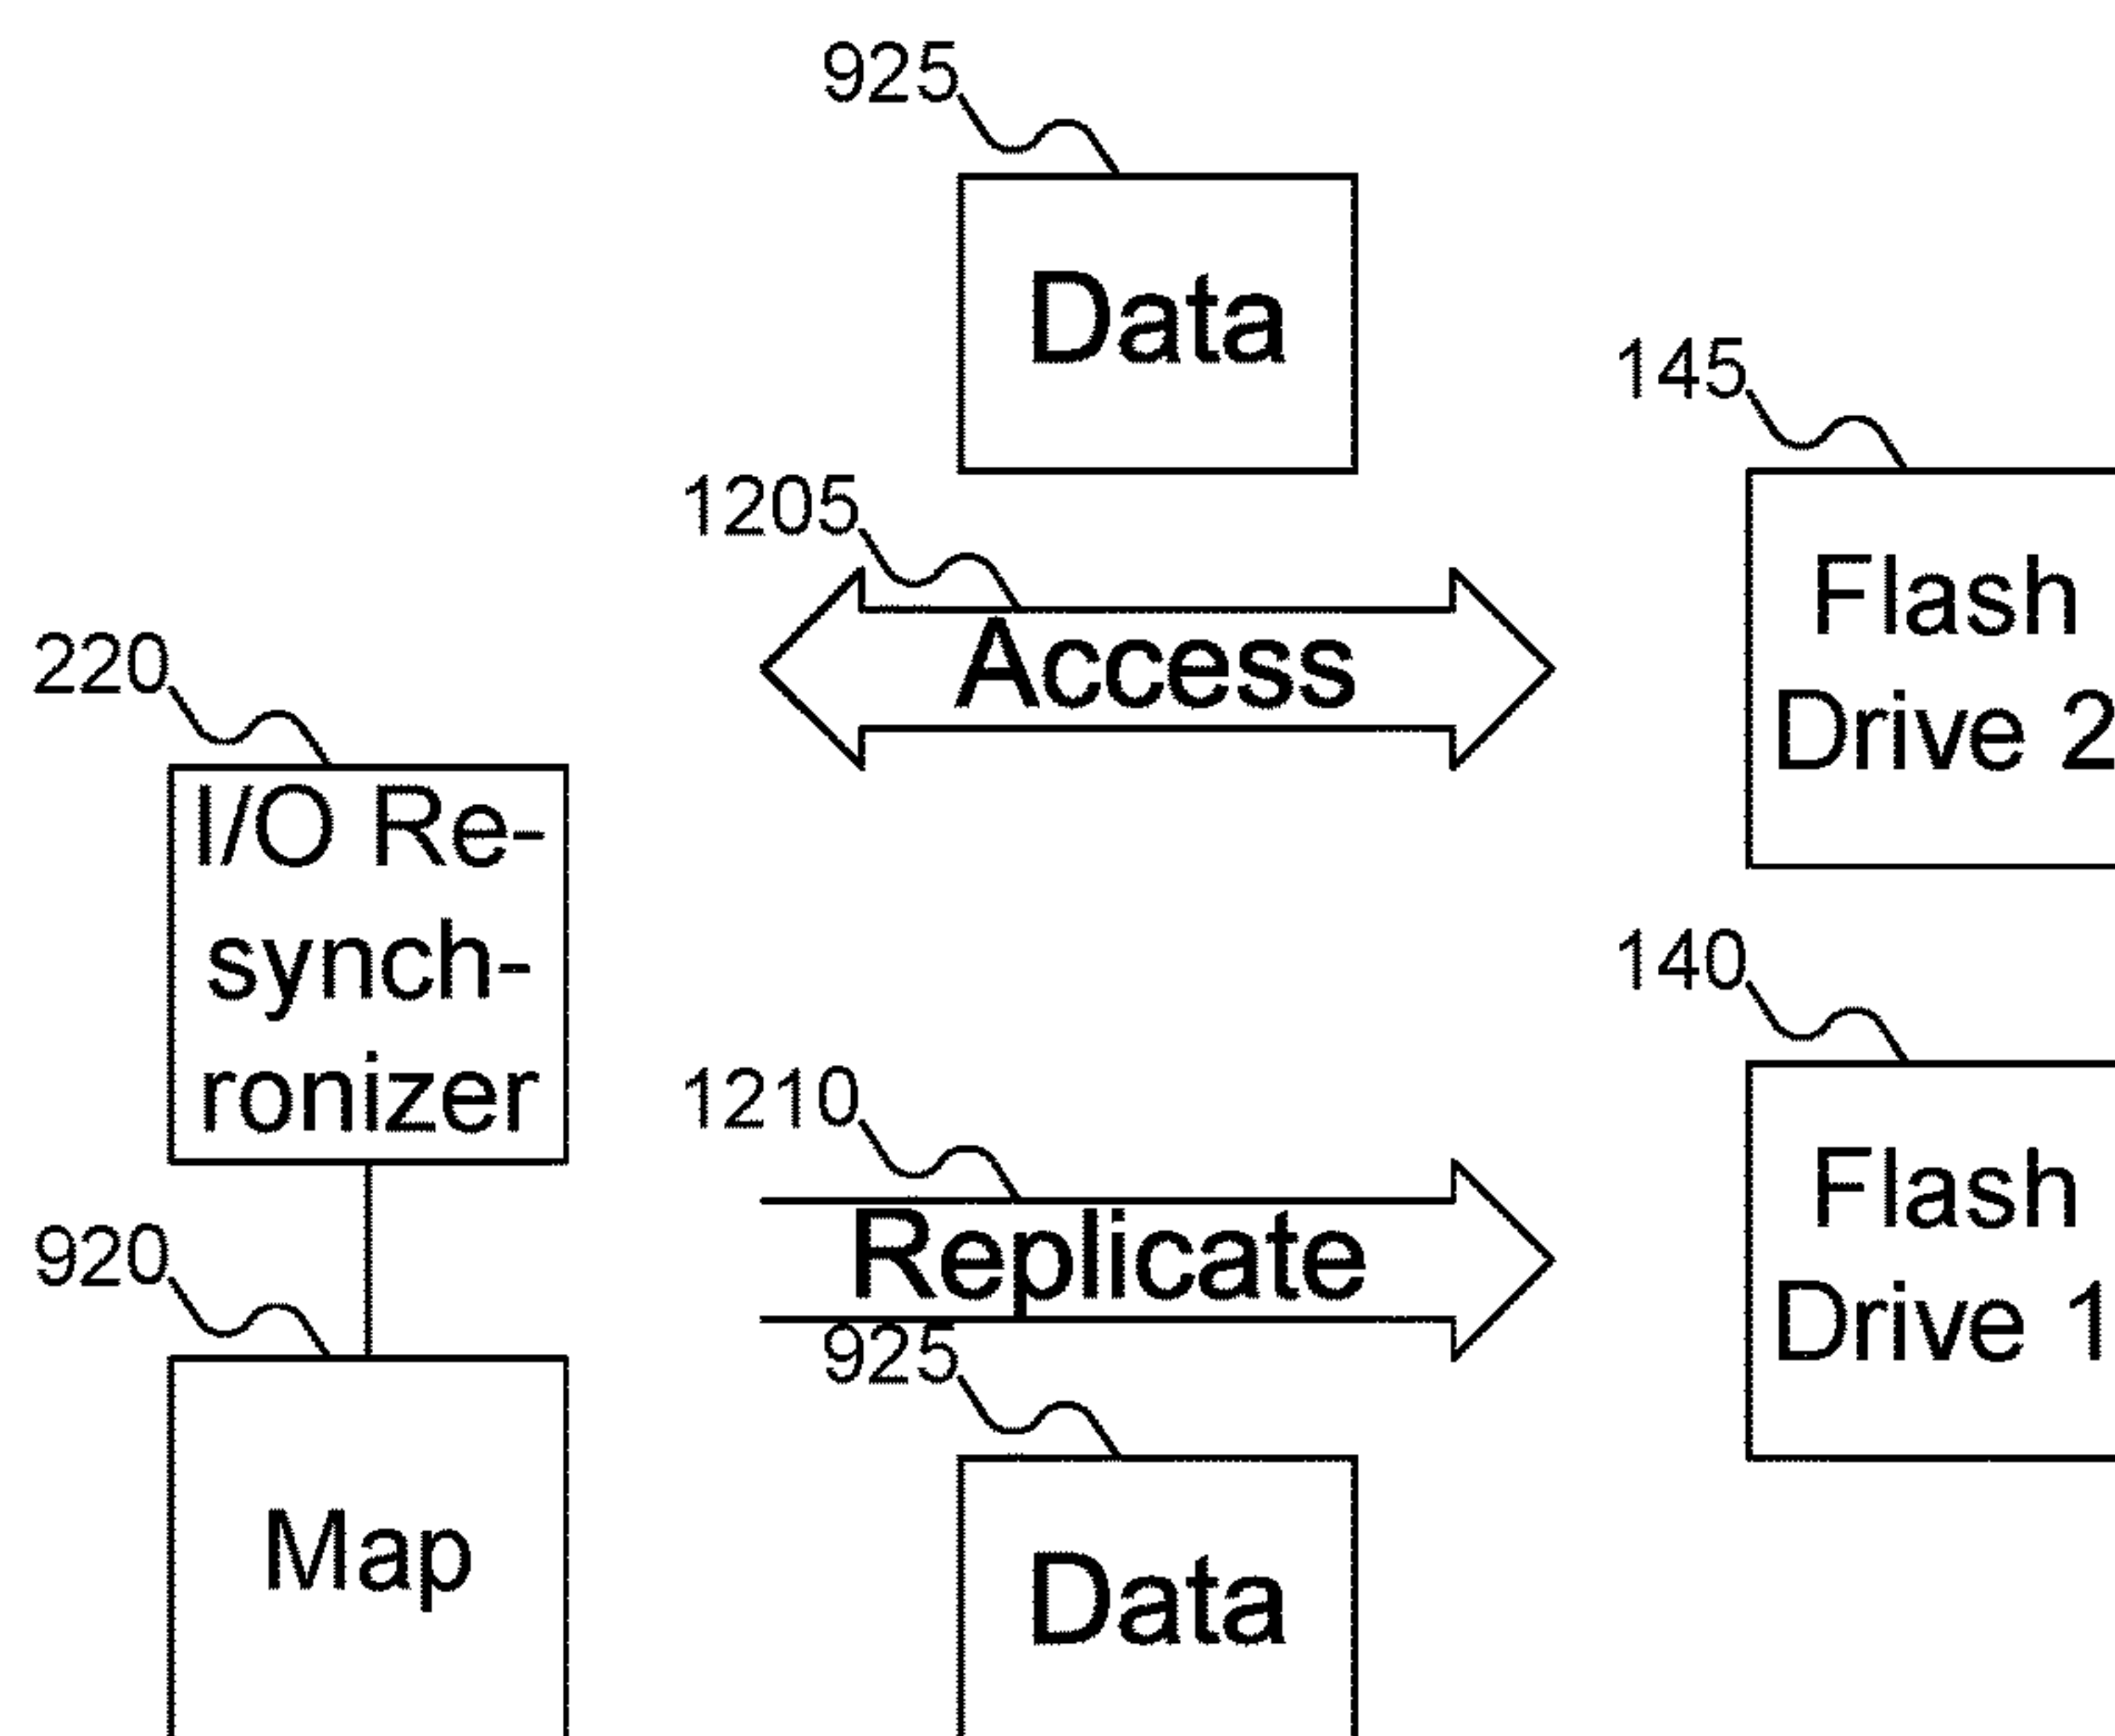 925
Data
145
1205
Flash
Drive 2
Access
220
I/O Re-
synch-
ronizer
140
1210
Flash
Drive 1
Replicate
920
925
Map
Data